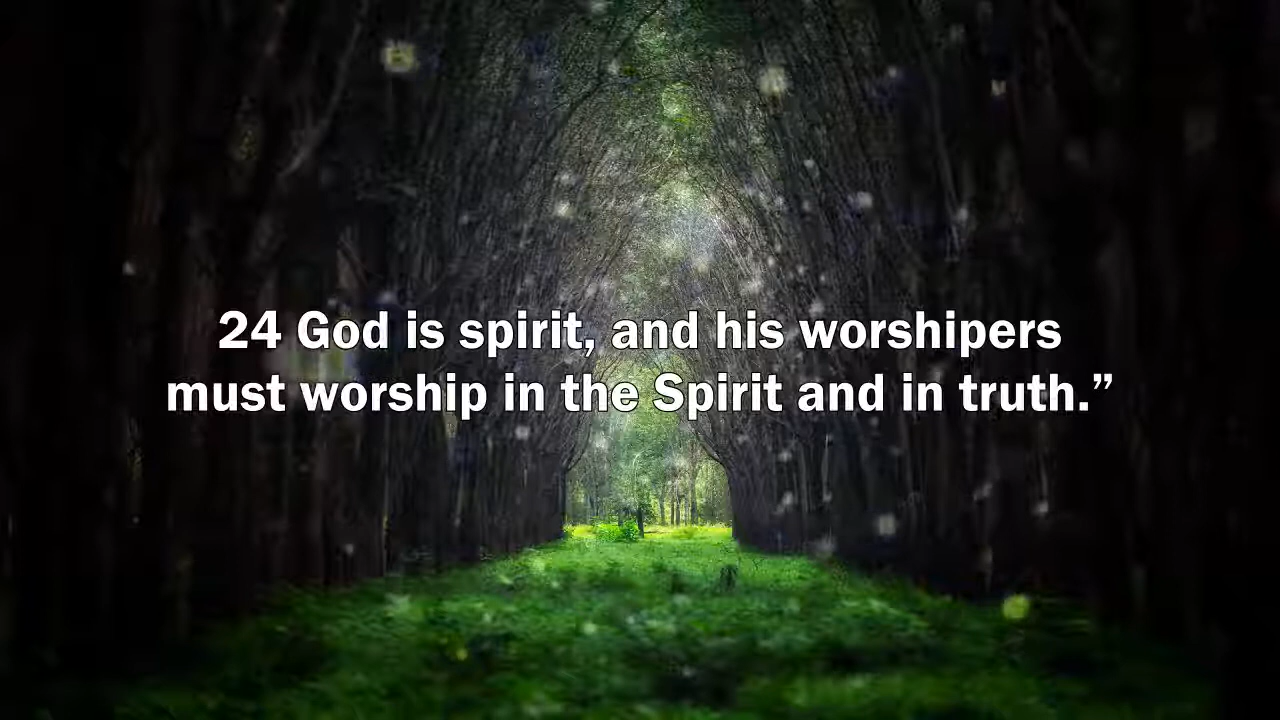 24 God is spirit, and his worshipers
must worship in the Spirit and in truth.”